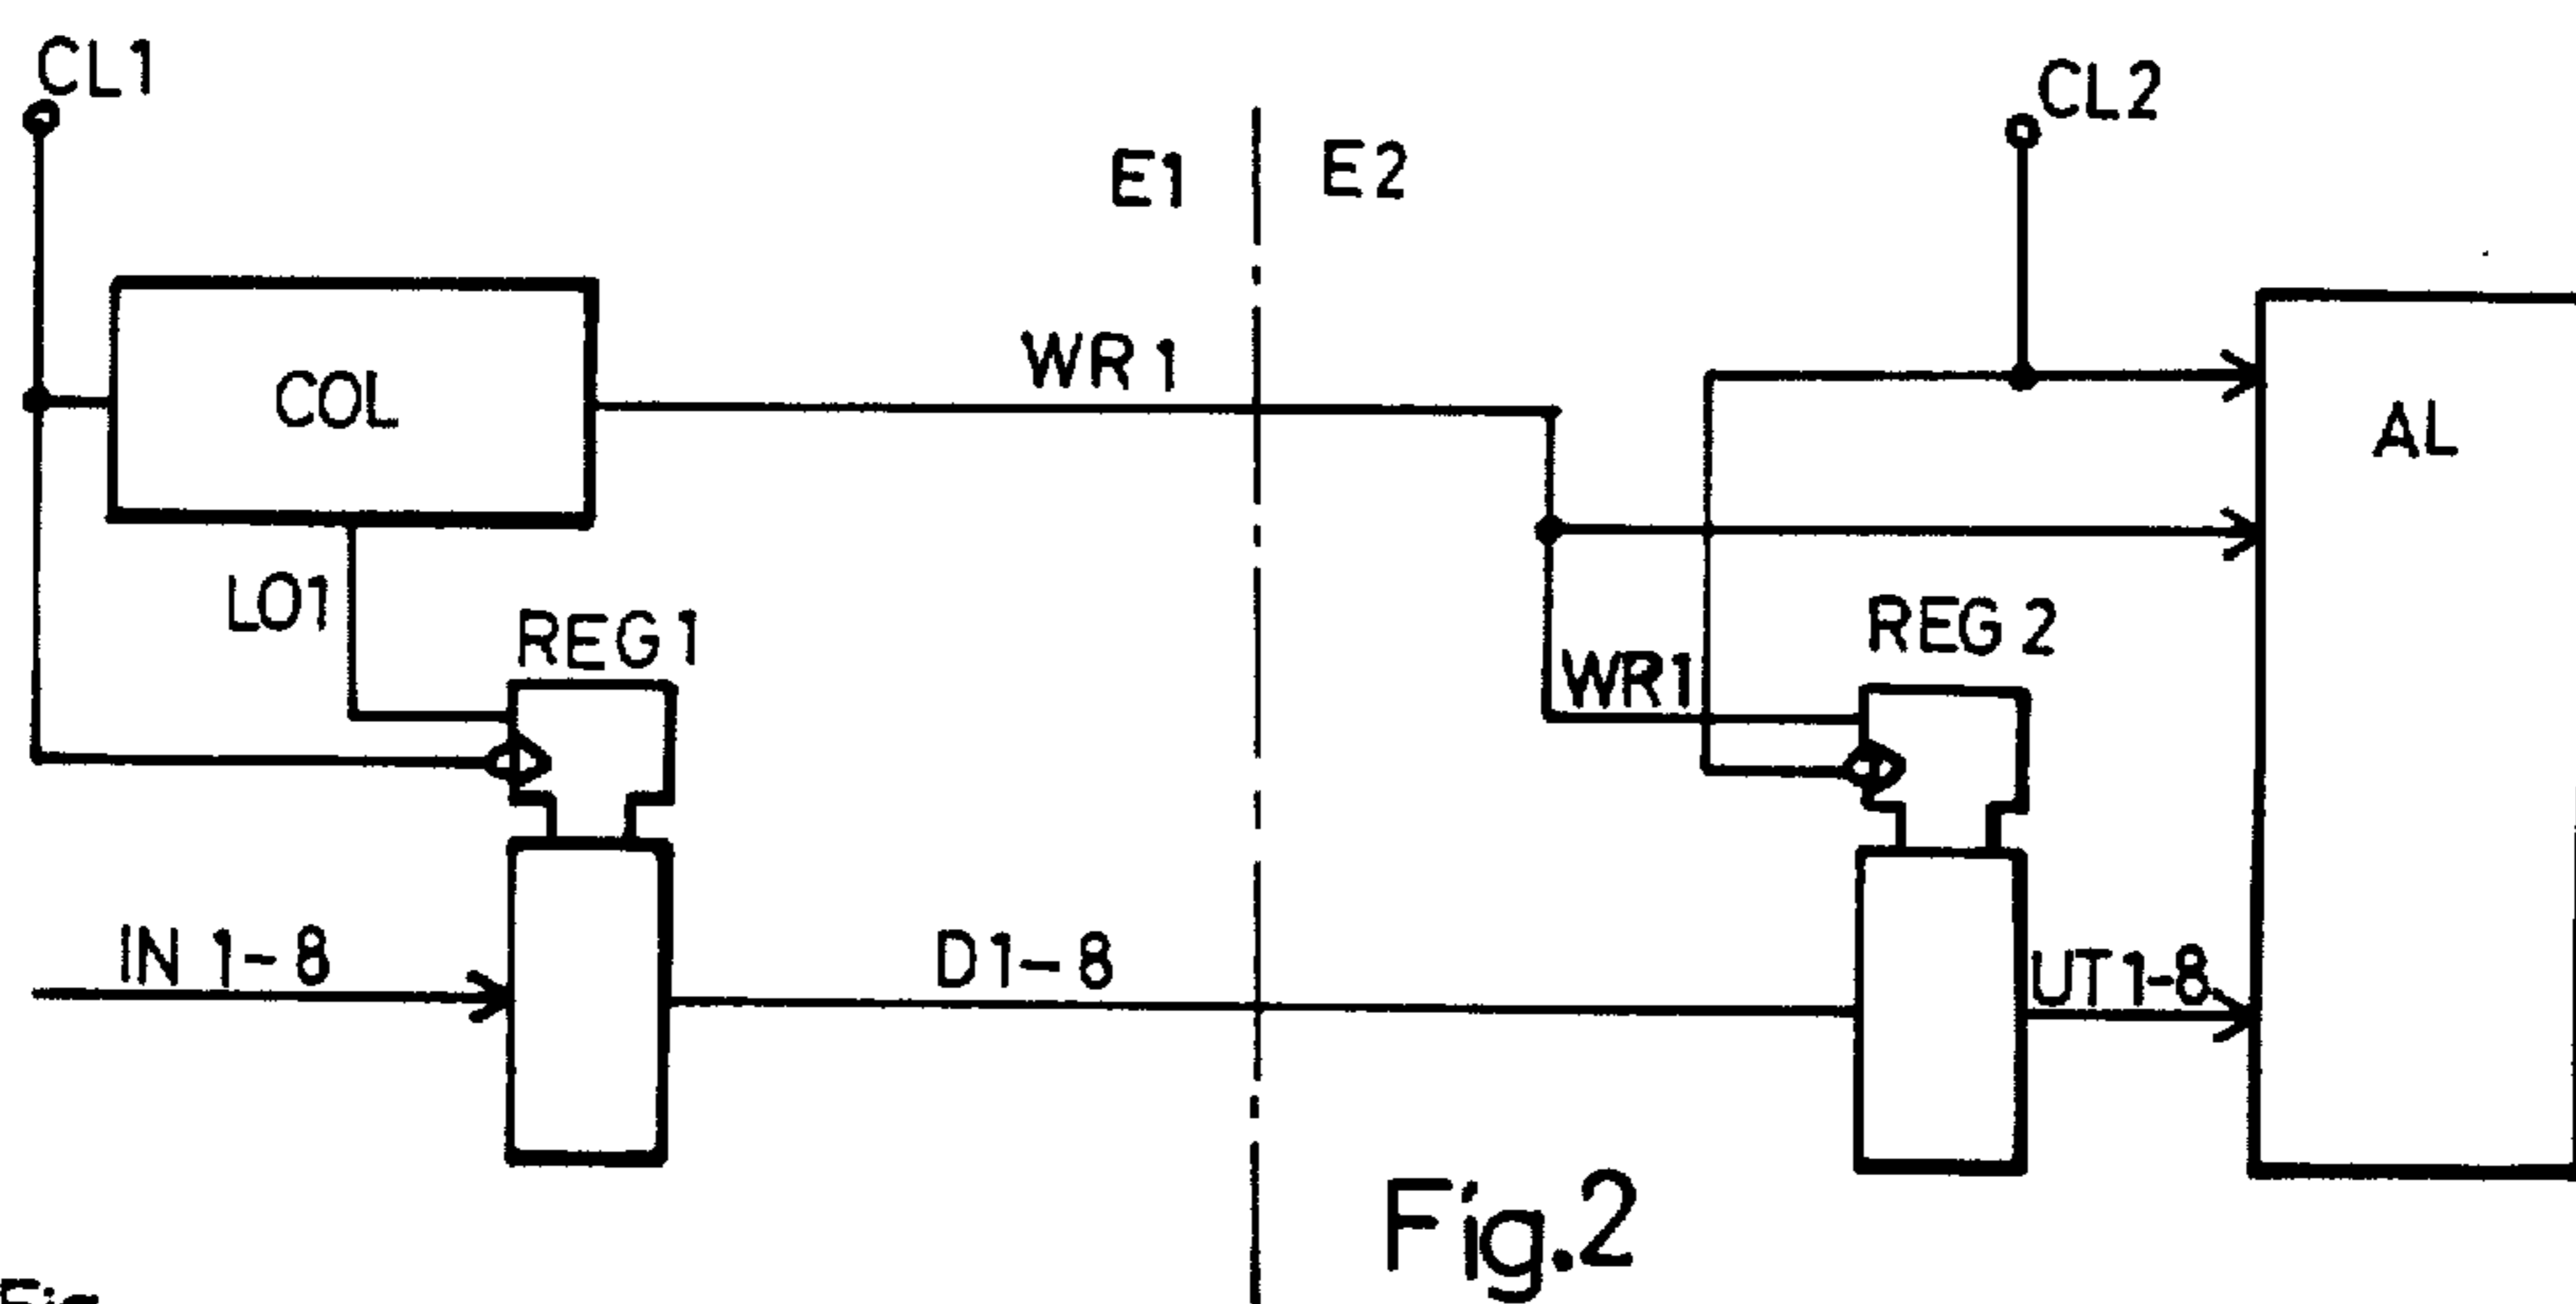 CL1
CL2
E1
E2
COL
WR 1
AL
LO1
REG 1
WR1
REG 2
IN 1-8
D1-8
UT1-8
Fig.2
Fig